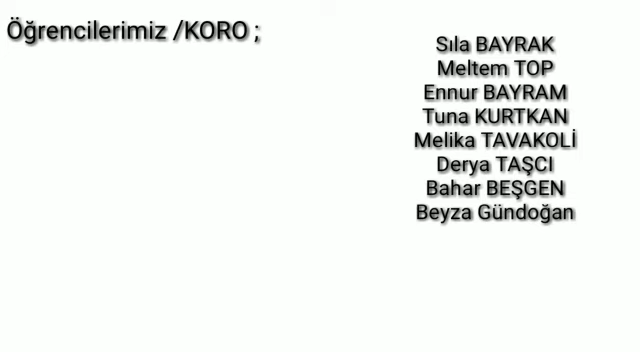 Öğrencilerimiz /KORO ;
Sıla BAYRAK
Meltem TOP
Ennur BAYRAM
Tuna KURTKAN
Melika TAVAKOLİ
Derya TAŞCI
Bahar BEŞGEN
Beyza Gündoğan